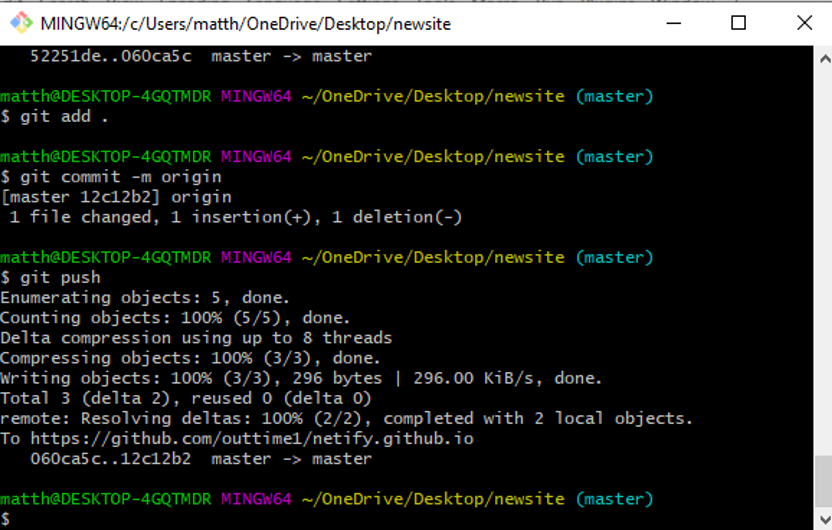 MINGW64:/c/Users/matth/OneDrive/Desktop/newsite
   52251de..060ca5c  master -> master
matth@DESKTOP-4GQTMDR MINGW64 ~/OneDrive/Desktop/newsite (master)
$ git add .
matth@DESKTOP-4GQTMDR MINGW64 ~/OneDrive/Desktop/newsite (master)
$ git commit -m origin
[master 12c12b2] origin
 1 file changed, 1 insertion(+), 1 deletion(-)
matth@DESKTOP-4GQTMDR MINGW64 ~/OneDrive/Desktop/newsite (master)
$ git push
Enumerating objects: 5, done.
Counting objects: 100% (5/5), done.
Delta compression using up to 8 threads
Compressing objects: 100% (3/3), done.
Writing objects: 100% (3/3), 296 bytes | 296.00 KiB/s, done.
Total 3 (delta 2), reused 0 (delta 0)
remote: Resolving deltas: 100% (2/2), completed with 2 local objects.
To https://github.com/outtime1/netify.github.io
   060ca5c..12c12b2  master -> master
matth@DESKTOP-4GQTMDR MINGW64 ~/OneDrive/Desktop/newsite (master)
$